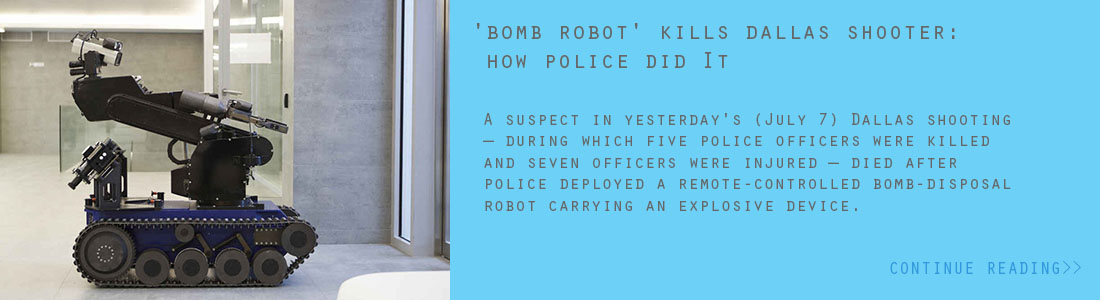 'BOMB ROBOT' KILLS DALLAS SHOOTER:
HOW POLICE DID IT
A SUSPECT IN YESTERDAY'S (JULY 7) DALLAS SHOOTING
— DURING WHICH FIVE POLICE OFFICERS WERE KILLED
AND SEVEN OFFICERS WERE INJURED — DIED AFTER
POLICE DEPLOYED A REMOTE-CONTROLLED BOMB-DISPOSAL
ROBOT CARRYING AN EXPLOSIVE DEVICE.
CONTINUE READING>>